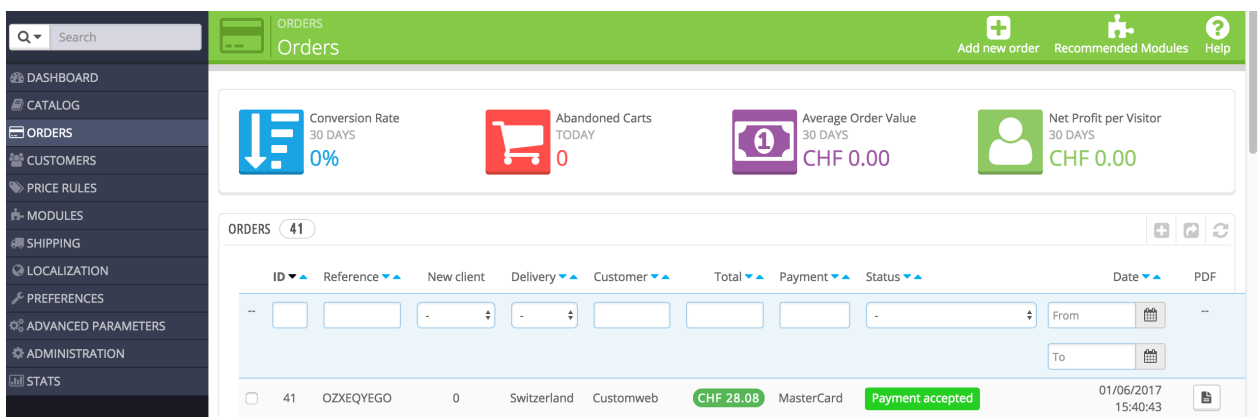 Search
DASHBOARD
CATALOG
ORDERS
CUSTOMERS
PRICE RULES
MODULES
SHIPPING
LOCALIZATION
PREFERENCES
ADVANCED PARAMETERS
ADMINISTRATION
STATS
ORDERS
Orders
Add new order Recommended Modules Help
Conversion Rate
30 DAYS
0%
Abandoned Carts
TODAY
0
Average Order Value
30 DAYS
CHF 0.00
Net Profit per Visitor
30 DAYS
CHF 0.00
ORDERS 41
ID Reference New client Delivery Customer Total Payment Status Date PDF
-- - - - From --
To
41 OZXEQYEGO 0 Switzerland Customweb CHF 28.08 MasterCard Payment accepted 01/06/2017
15:40:43